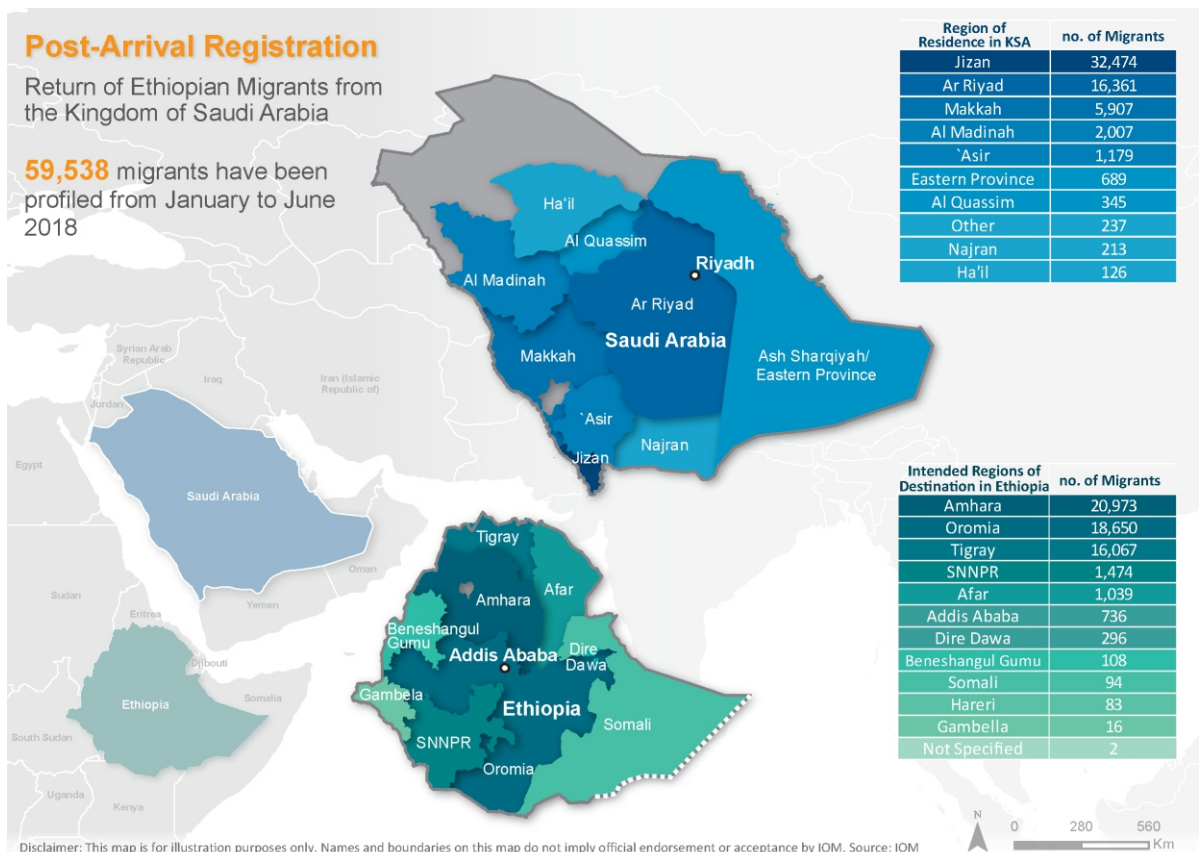 Post-Arrival Registration
Return of Ethiopian Migrants from
the Kingdom of Saudi Arabia
59,538 migrants have been
profiled from January to June
2018
Region of
Residence in KSA no. of Migrants
Jizan 32,474
Ar Riyad 16,361
Makkah 5,907
Al Madinah 2,007
`Asir 1,179
Eastern Province 689
Al Quassim 345
Other 237
Najran 213
Ha'il 126
Ha'il
Al Quassim
Riyadh
Al Madinah
Ar Riyad
Saudi Arabia
Makkah
Ash Sharqiyah/
Eastern Province
`Asir
Najran
Jizan
Syrian Arab
Republic
Iraq
Iran (Islamic
Republic of)
Jordan
Egypt
Saudi Arabia
Oman
Sudan
Yemen
Eritrea
Djibouti
Somalia
Ethiopia
South Sudan
Uganda
Kenya
Tigray
Afar
Amhara
Beneshangul
Gumu
Addis Ababa
Dire
Dawa
Gambela
Ethiopia
Somali
SNNPR
Oromia
Intended Regions of
Destination in Ethiopia no. of Migrants
Amhara 20,973
Oromia 18,650
Tigray 16,067
SNNPR 1,474
Afar 1,039
Addis Ababa 736
Dire Dawa 296
Beneshangul Gumu 108
Somali 94
Hareri 83
Gambella 16
Not Specified 2
N
0 280 560
Km
Disclaimer: This map is for illustration purposes only. Names and boundaries on this map do not imply official endorsement or acceptance by IOM. Source: IOM